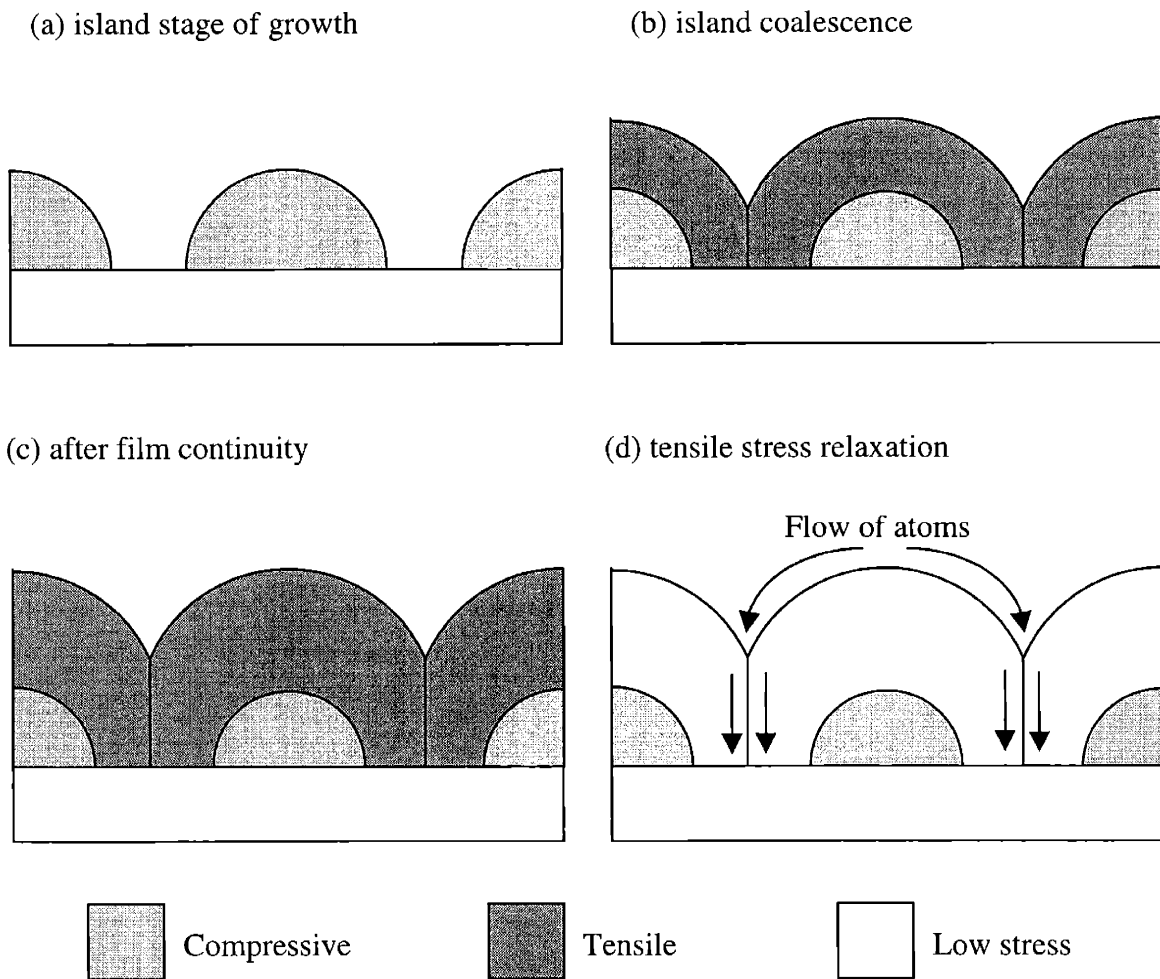 (a) island stage of growth
(b) island coalescence
(c) after film continuity
(d) tensile stress relaxation
Flow of atoms
Compressive
Tensile
Low stress